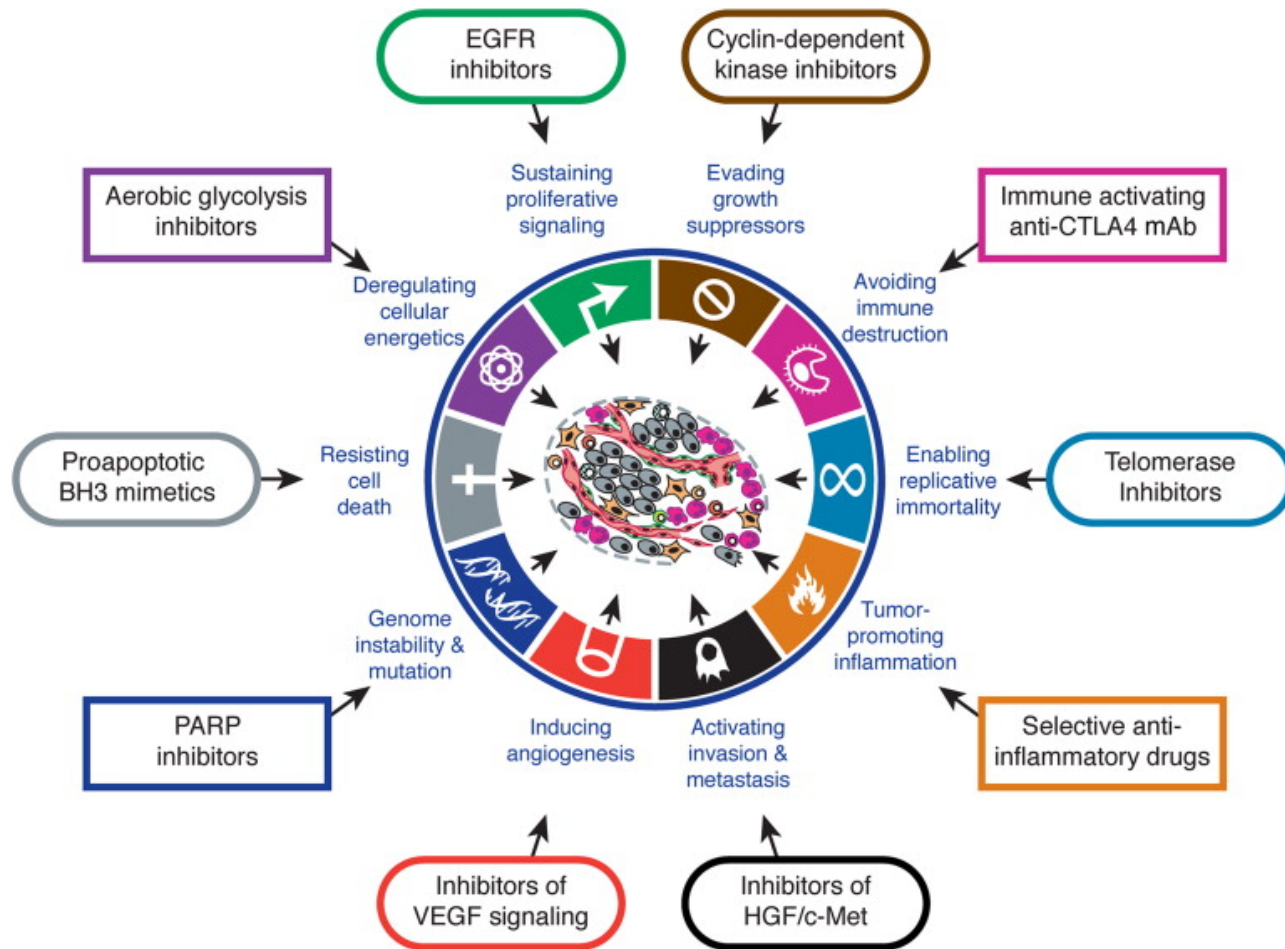 EGFR
inhibitors
Cyclin-dependent
kinase inhibitors
Sustaining
proliferative
signaling
Evading
growth
suppressors
Aerobic glycolysis
inhibitors
Immune activating
anti-CTLA4 mAb
Deregulating
cellular
energetics
Avoiding
immune
destruction
Proapoptotic
BH3 mimetics
Resisting
cell
death
Enabling
replicative
immortality
Telomerase
Inhibitors
Genome
instability &
mutation
Tumor-
promoting
inflammation
PARP
inhibitors
Inducing
angiogenesis
Activating
invasion &
metastasis
Selective anti-
inflammatory drugs
Inhibitors of
VEGF signaling
Inhibitors of
HGF/c-Met